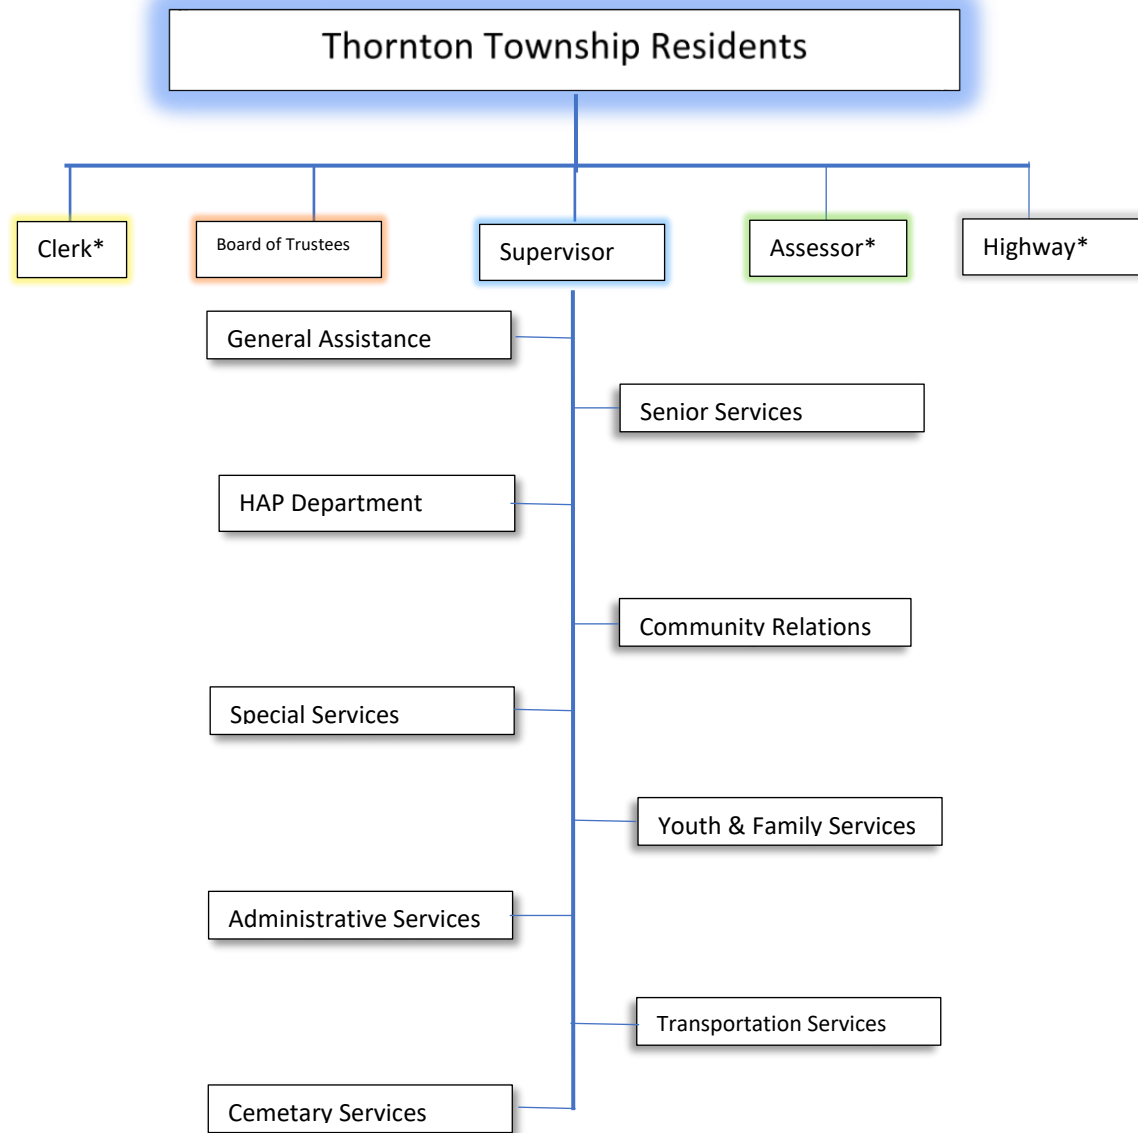 Thornton Township Residents
Clerk*
Board of Trustees
Supervisor
Assessor*
Highway*
General Assistance
Senior Services
HAP Department
Community Relations
Special Services
Youth & Family Services
Administrative Services
Transportation Services
Cemetary Services